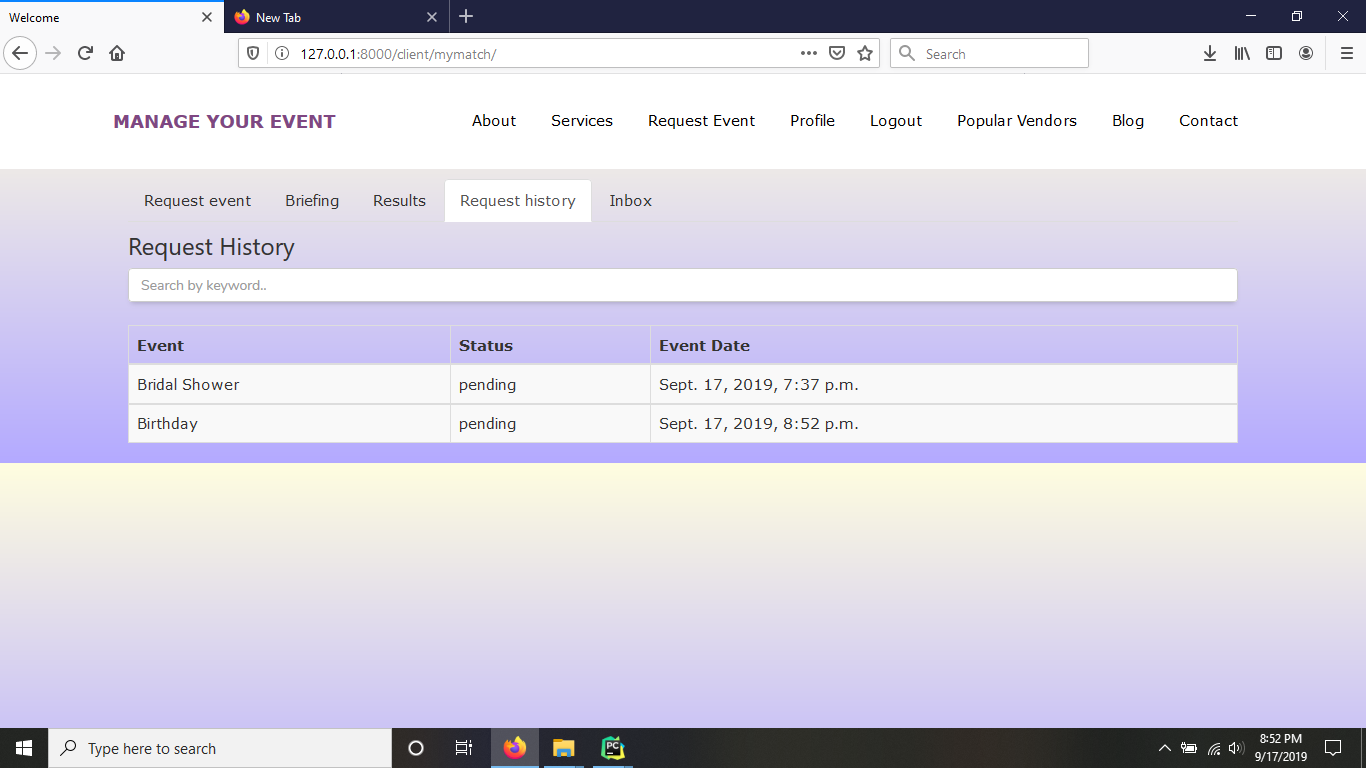 Welcome
New Tab
127.0.0.1:8000/client/mymatch/
Search
MANAGE YOUR EVENT
About Services Request Event Profile Logout Popular Vendors Blog Contact
Request event Briefing Results Request history Inbox
Request History
Search by keyword..
Event Status Event Date
Bridal Shower pending Sept. 17, 2019, 7:37 p.m.
Birthday pending Sept. 17, 2019, 8:52 p.m.
Type here to search
PC
8:52 PM
9/17/2019